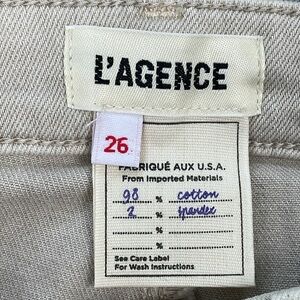 L'AGENCE
26
FABRIQUÉ AUX U.S.A.
From Imported Materials
98 % cotton
2 % spandex
%
%
See Care Label
For Wash Instructions